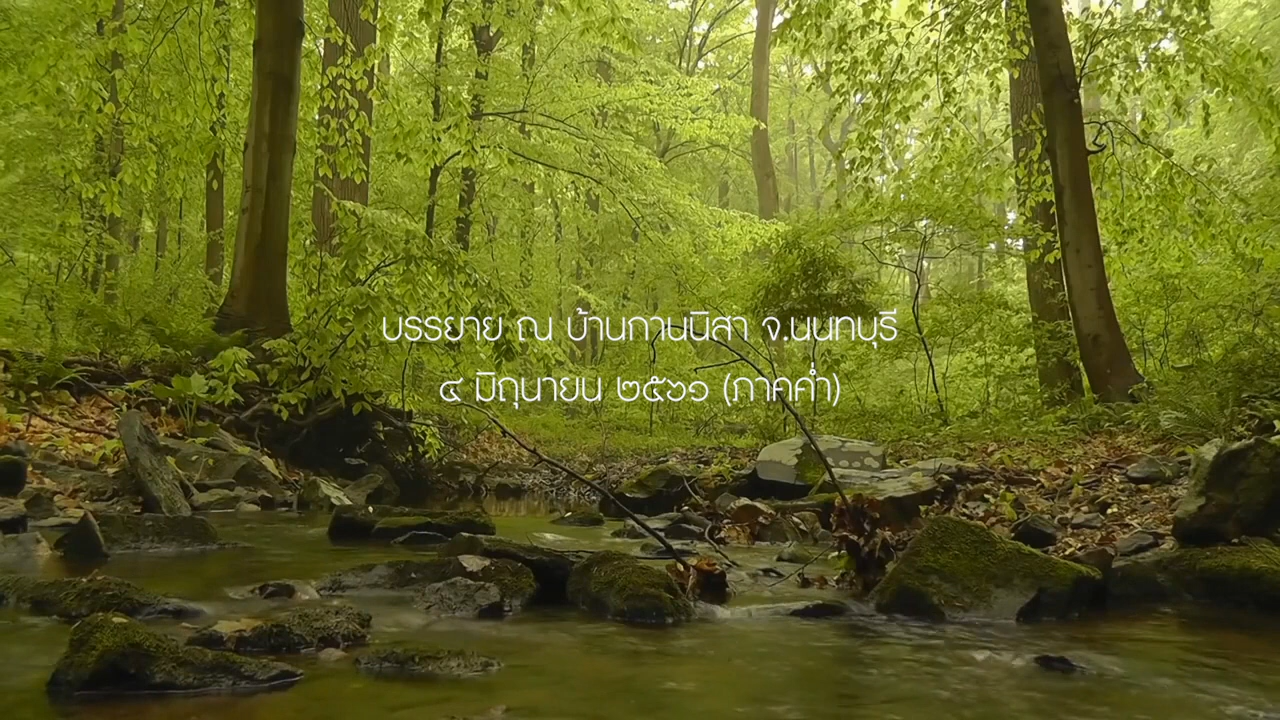 บรรยาย ณ บ้านกานนิสา จ.นนทบุรี
๔ มิถุนายน ๒๕๖๑ (ภาคค่ำ)